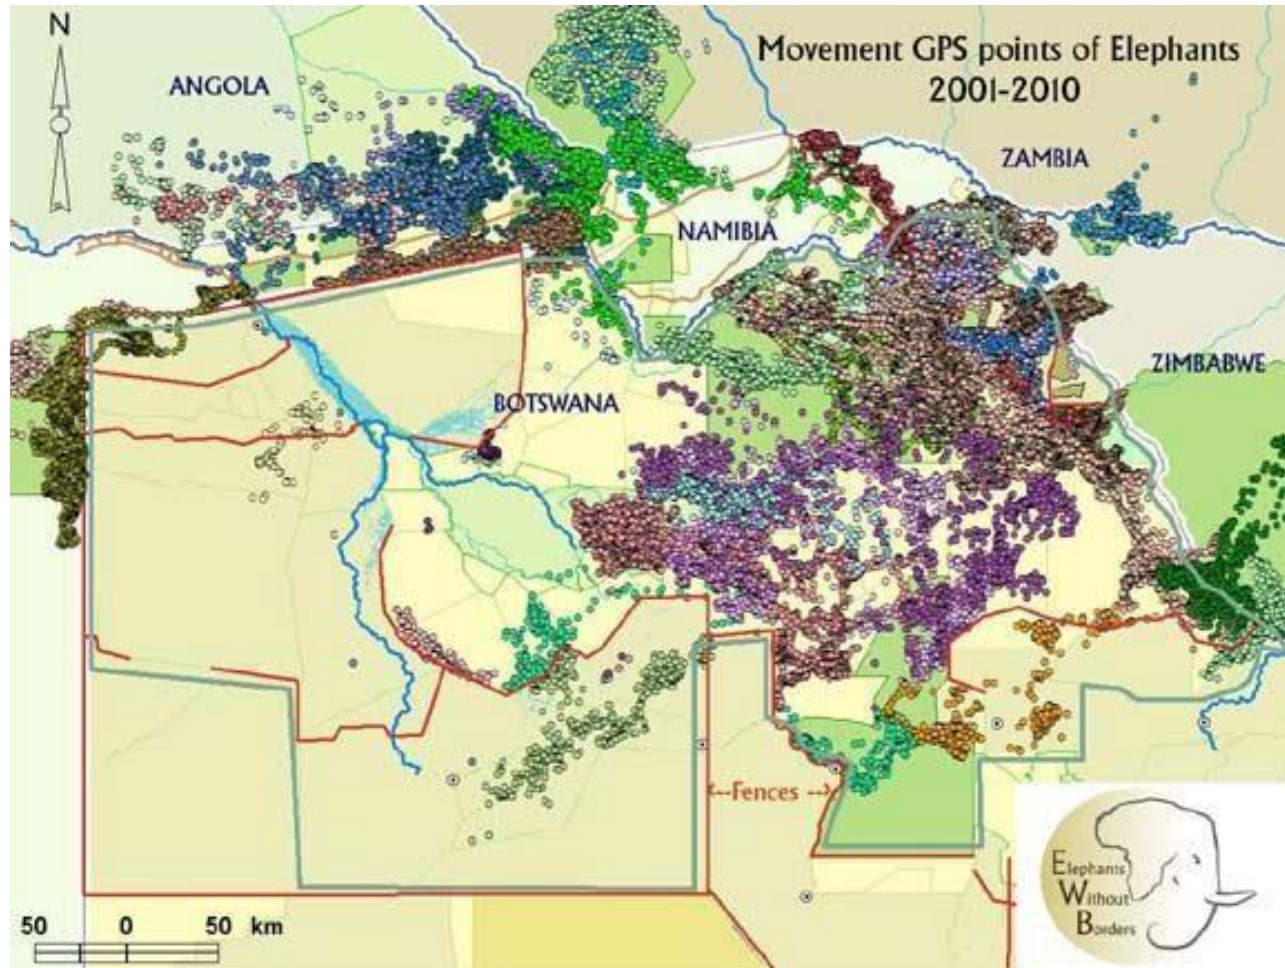 N
Movement GPS points of Elephants
2001-2010
ANGOLA
ZAMBIA
NAMIBIA
ZIMBABWE
BOTSWANA
<--Fences -->
Elephants
Without
Borders
50 0 50 km